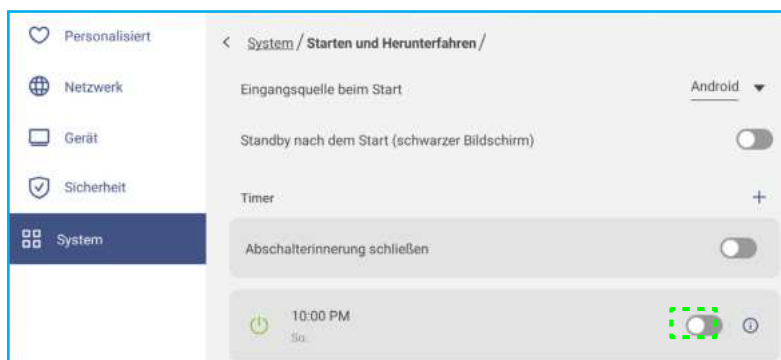 Personalisiert
System / Starten und Herunterfahren /
Netzwerk
Eingangsquelle beim Start
Android
Gerät
Standby nach dem Start (schwarzer Bildschirm)
Sicherheit
Timer
System
Abschalterinnerung schließen
10:00 PM
So.